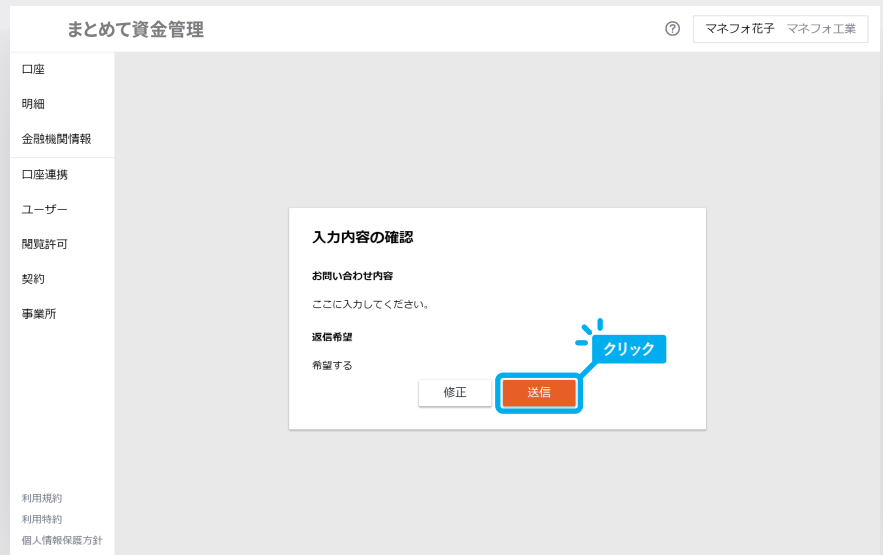 まとめて資金管理
マネフォ花子 マネフォ工業
口座
明細
金融機関情報
口座連携
ユーザー
閲覧許可
契約
事業所
入力内容の確認
お問い合わせ内容
ここに入力してください。
返信希望
クリック
希望する
修正 送信
利用規約
利用特約
個人情報保護方針